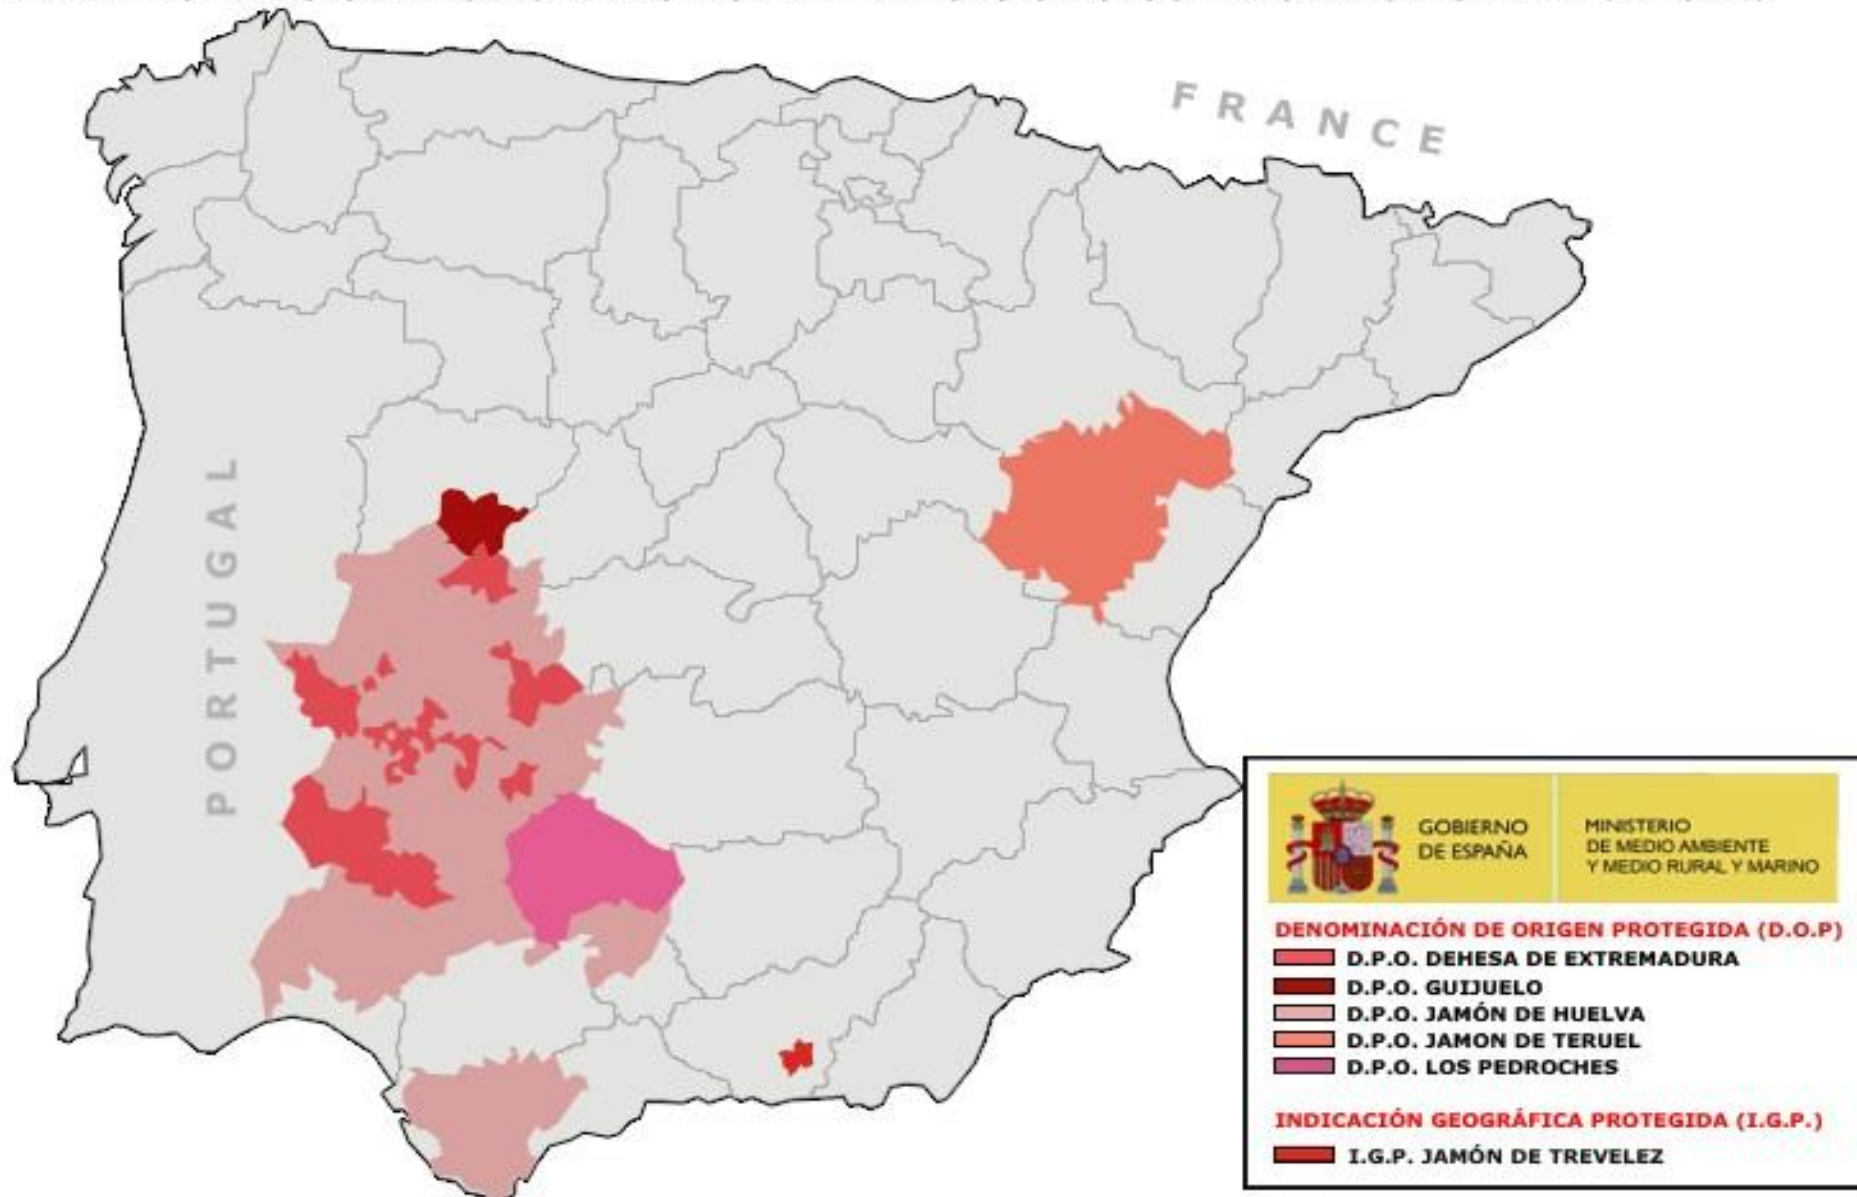 FRANCE
PORTUGAL
GOBIERNO
DE ESPAÑA
MINISTERIO
DE MEDIO AMBIENTE
Y MEDIO RURAL Y MARINO
DENOMINACIÓN DE ORIGEN PROTEGIDA (D.O.P)
D.P.O. DEHESA DE EXTREMADURA
D.P.O. GUIJUELO
D.P.O. JAMÓN DE HUELVA
D.P.O. JAMON DE TERUEL
D.P.O. LOS PEDROCHES
INDICACIÓN GEOGRÁFICA PROTEGIDA (I.G.P.)
I.G.P. JAMÓN DE TREVELEZ